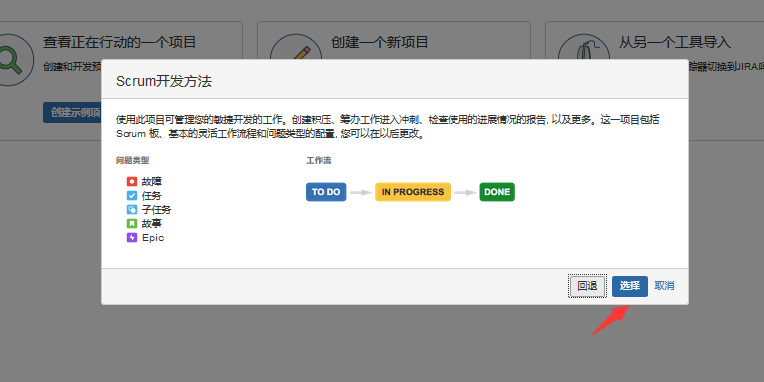 查看正在行动的一个项目
创建一个新项目
从另一个工具导入
创建和开发预
踪器切换到JIRA吗
创建示例项
Scrum开发方法
使用此项目可管理您的敏捷开发的工作。创建积压、筹办工作进入冲刺、检查使用的进展情况的报告, 以及更多。这一项目包括
Scrum 板、基本的灵活工作流程和问题类型的配置, 您可以在以后更改。
问题类型
工作流
故障
任务
子任务
故事
Epic
TO DO
IN PROGRESS
DONE
回退
选择
取消